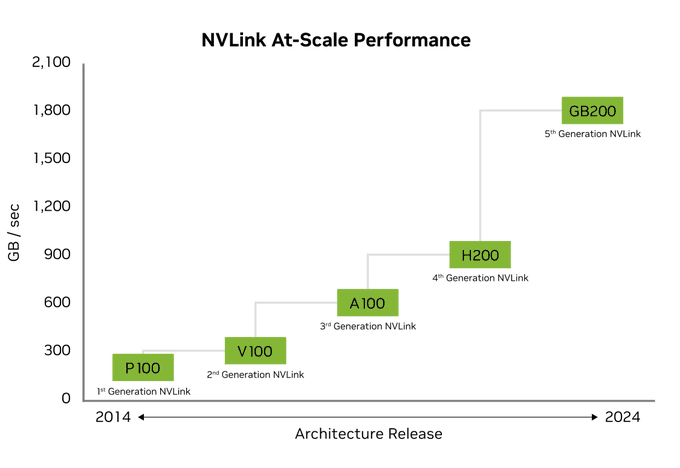 NVLink At-Scale Performance
2,100
1,800
1,500
1,200
900
600
300
0
GB / sec
GB200
5th Generation NVLink
H200
4th Generation NVLink
A100
3rd Generation NVLink
V100
2nd Generation NVLink
P100
1st Generation NVLink
2014
2024
Architecture Release